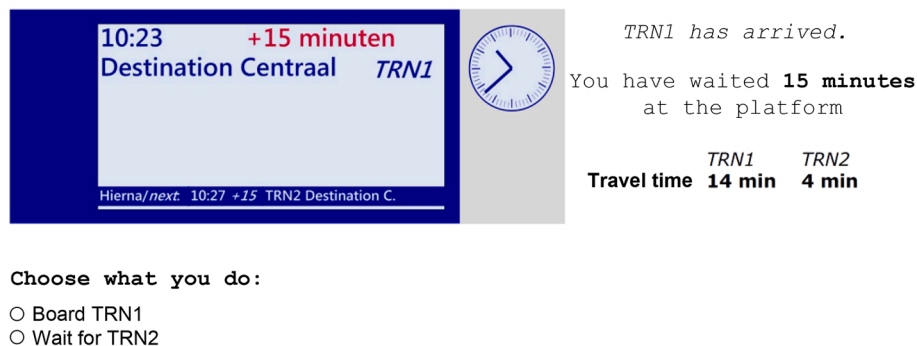 10:23 +15 minuten
Destination Centraal TRN1
Hierna/next: 10:27 +15 TRN2 Destination C.
TRN1 has arrived.
You have waited 15 minutes
at the platform
TRN1 TRN2
Travel time 14 min 4 min
Choose what you do:
Board TRN1
Wait for TRN2